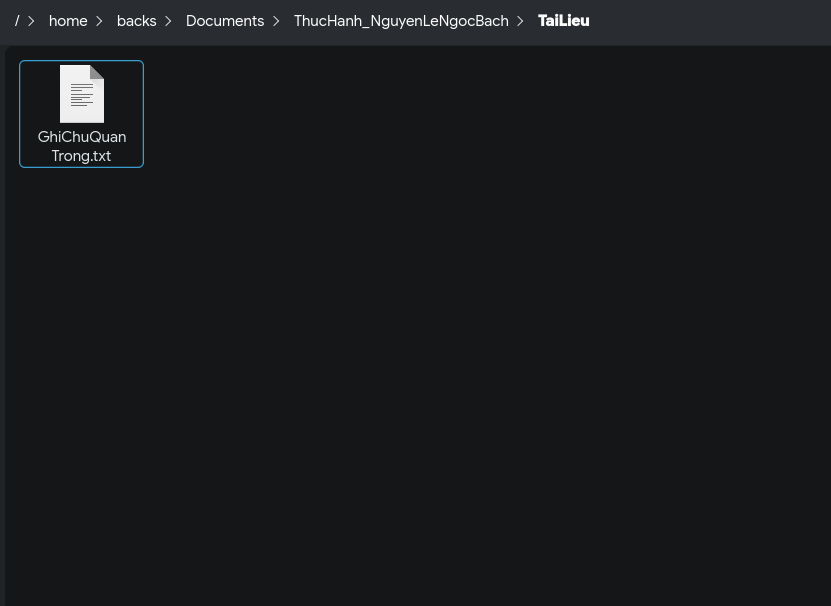 / > home > backs > Documents > ThucHanh_NguyenLeNgocBach > TaiLieu
GhiChuQuan
Trong.txt